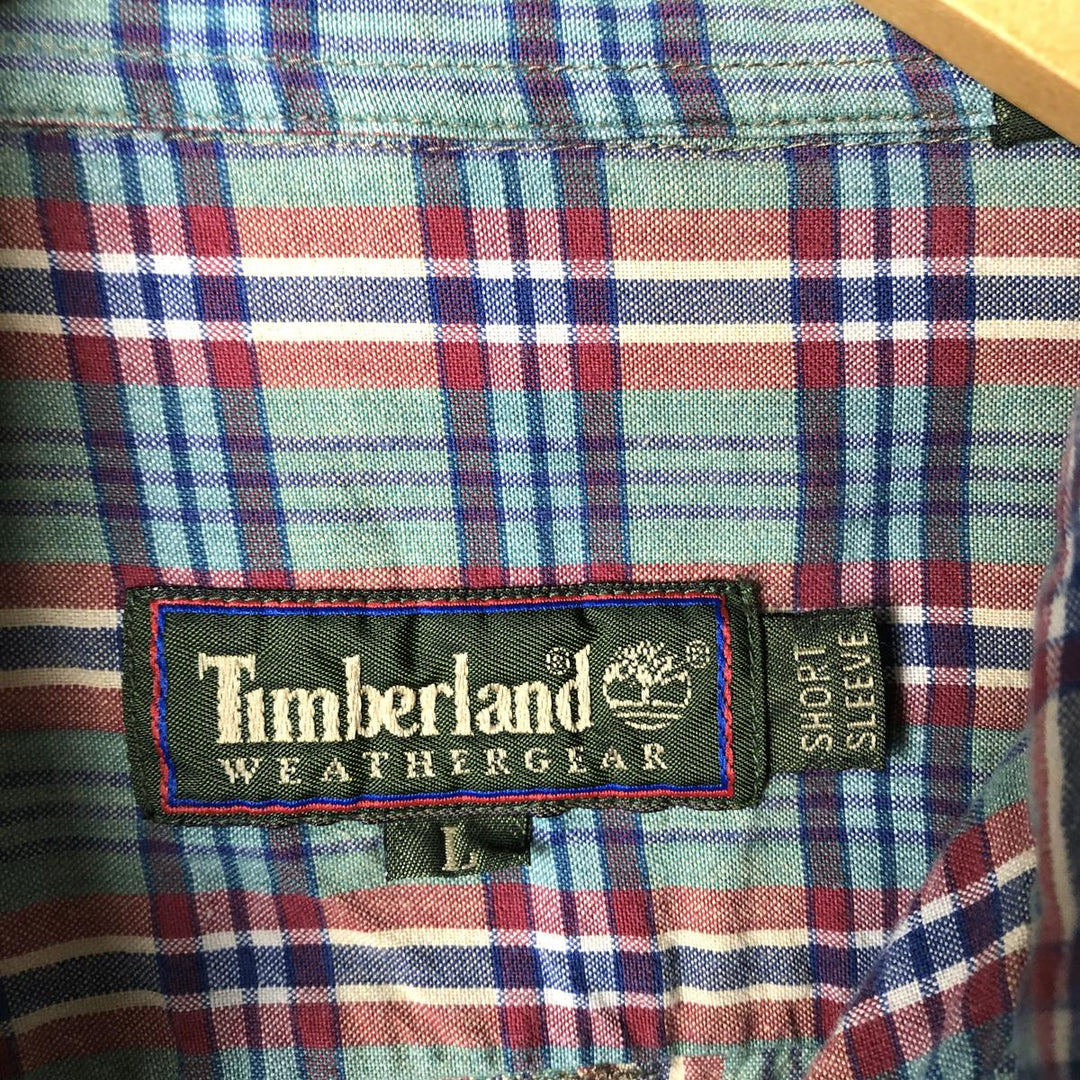 Timberland® ®
WEATHERGEAR
SHORT
SLEEVE
L